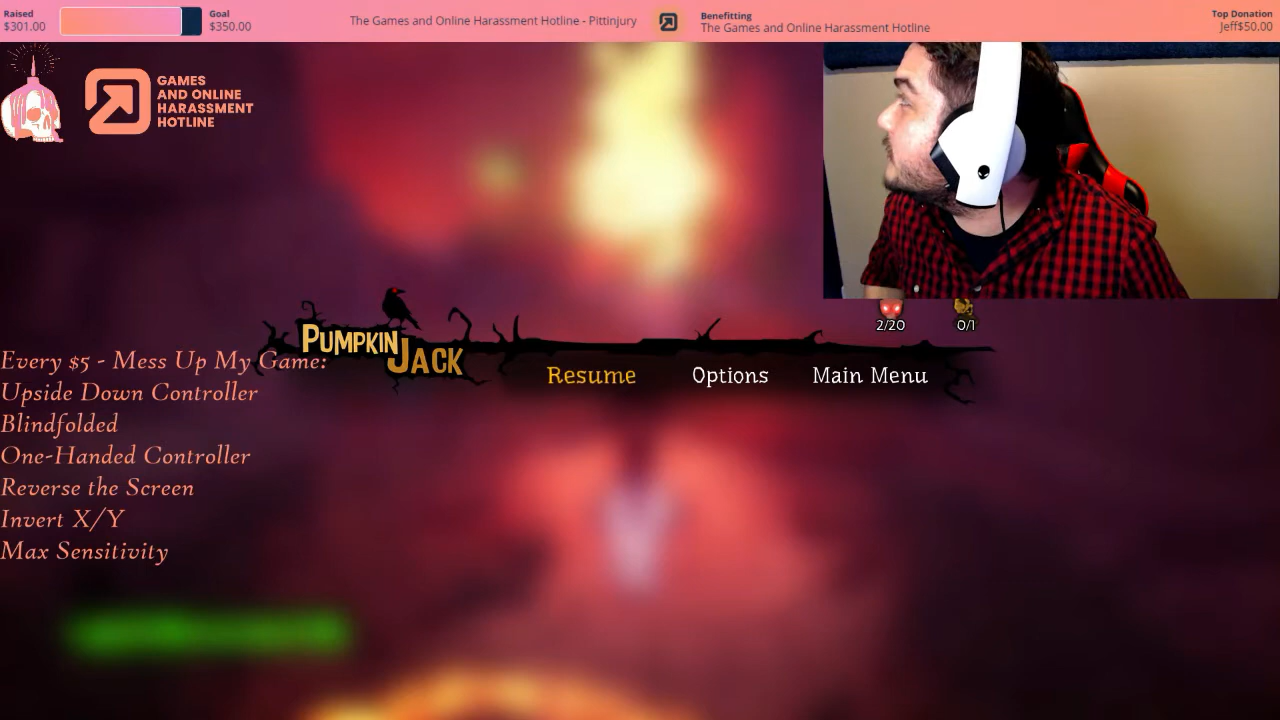 Raised
$301.00
Goal
$350.00
The Games and Online Harassment Hotline - Pittinjury
Benefitting
The Games and Online Harassment Hotline
Top Donation
Jeff$50.00
GAMES
AND ONLINE
HARASSMENT
HOTLINE
2/20
0/1
PUMPKIN
JACK
Resume
Options
Main Menu
Every $5 - Mess Up My Game:
Upside Down Controller
Blindfolded
One-Handed Controller
Reverse the Screen
Invert X/Y
Max Sensitivity